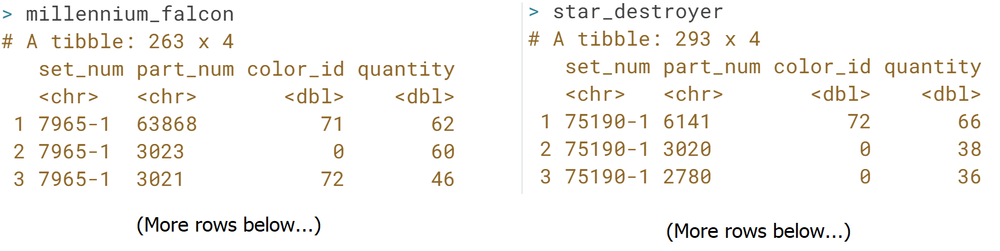 > millennium_falcon
# A tibble: 263 x 4
set_num part_num color_id quantity
<chr> <chr> <dbl> <dbl>
1 7965-1 63868 71 62
2 7965-1 3023 0 60
3 7965-1 3021 72 46
(More rows below...)
> star_destroyer
# A tibble: 293 x 4
set_num part_num color_id quantity
<chr> <chr> <dbl> <dbl>
1 75190-1 6141 72 66
2 75190-1 3020 0 38
3 75190-1 2780 0 36
(More rows below...)